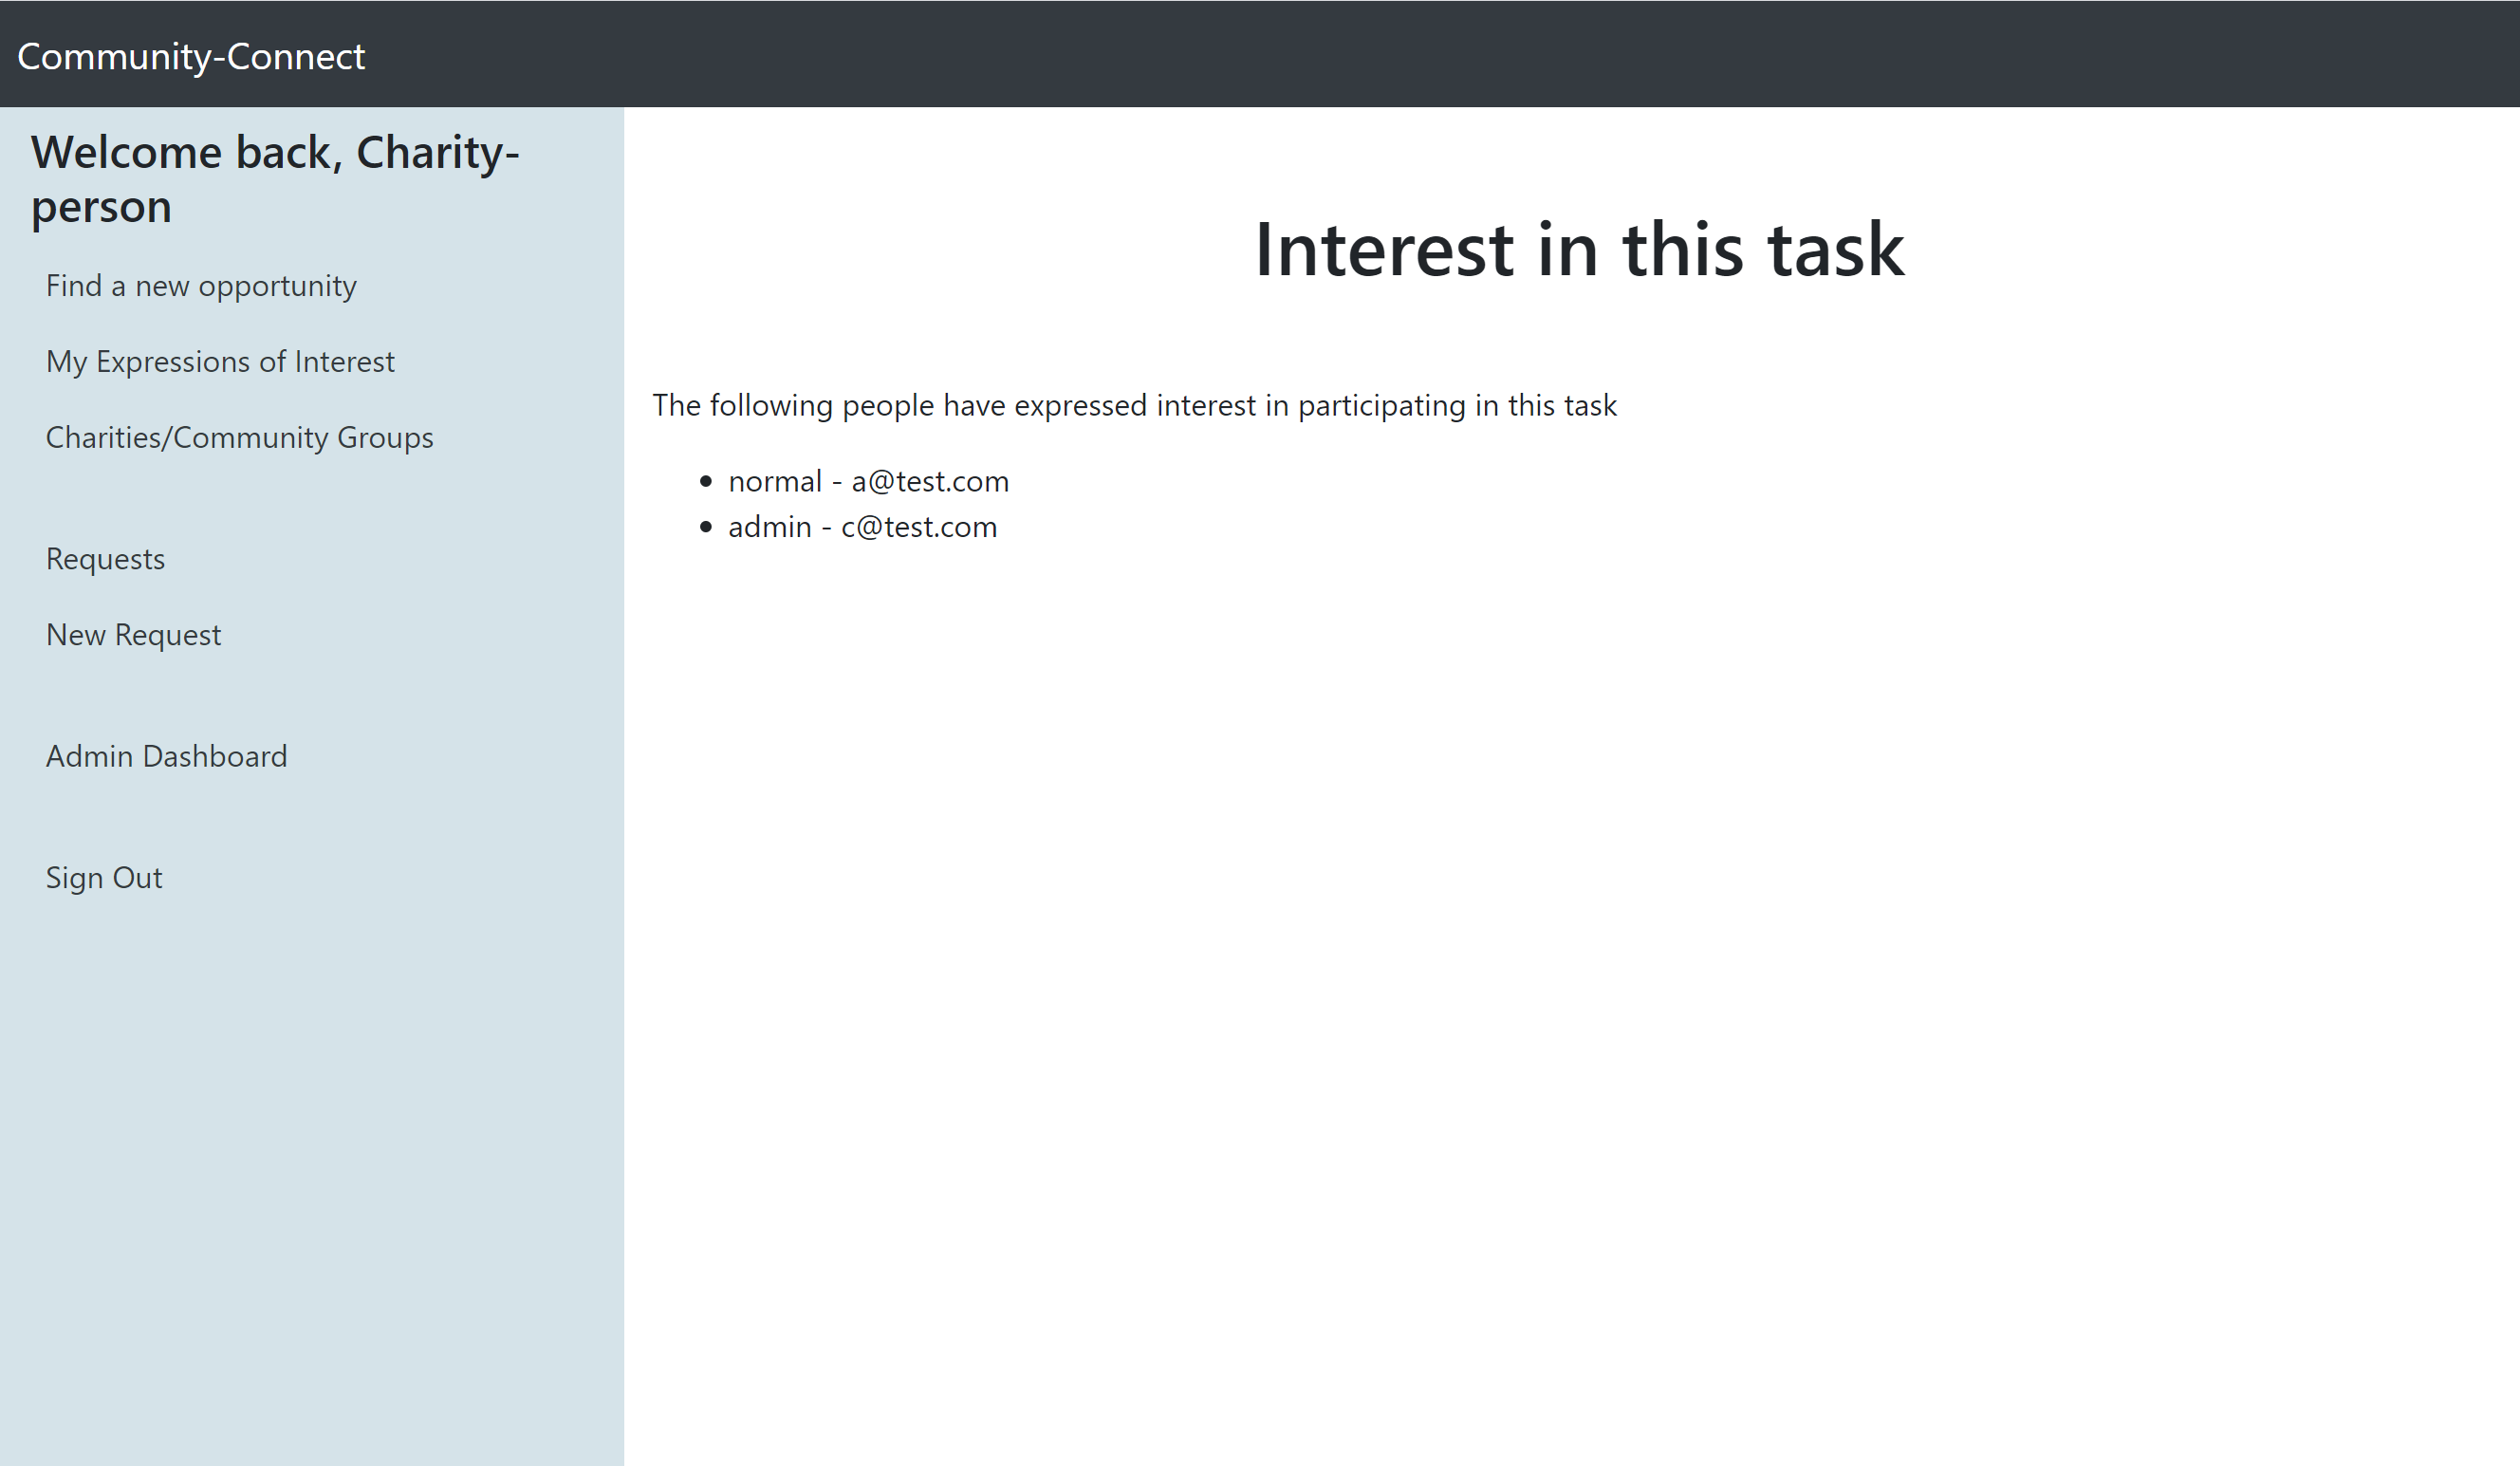 Community-Connect
Welcome back, Charity-
person
Find a new opportunity
My Expressions of Interest
Charities/Community Groups
Requests
New Request
Admin Dashboard
Sign Out
Interest in this task
The following people have expressed interest in participating in this task
normal - a@test.com
admin - c@test.com